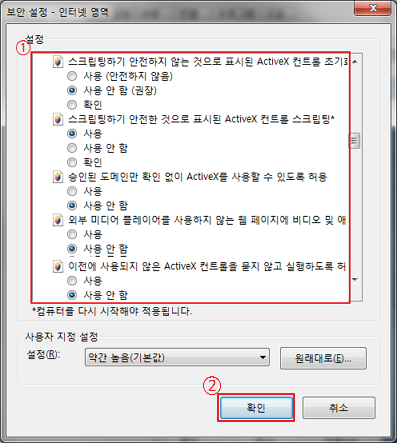 보안 설정 - 인터넷 영역
설정
①
스크립팅하기 안전하지 않는 것으로 표시된 ActiveX 컨트롤 초기화
사용 (안전하지 않음)
사용 안 함 (권장)
확인
스크립팅하기 안전한 것으로 표시된 ActiveX 컨트롤 스크립팅*
사용
사용 안 함
확인
승인된 도메인만 확인 없이 ActiveX를 사용할 수 있도록 허용
사용
사용 안 함
외부 미디어 플레이어를 사용하지 않는 웹 페이지에 비디오 및 애
사용
사용 안 함
이전에 사용되지 않은 ActiveX 컨트롤을 묻지 않고 실행하도록 허
사용
사용 안 함
*컴퓨터를 다시 시작해야 적용됩니다.
사용자 지정 설정
설정(R): 약간 높음(기본값) 원래대로(E)...
②
확인 취소